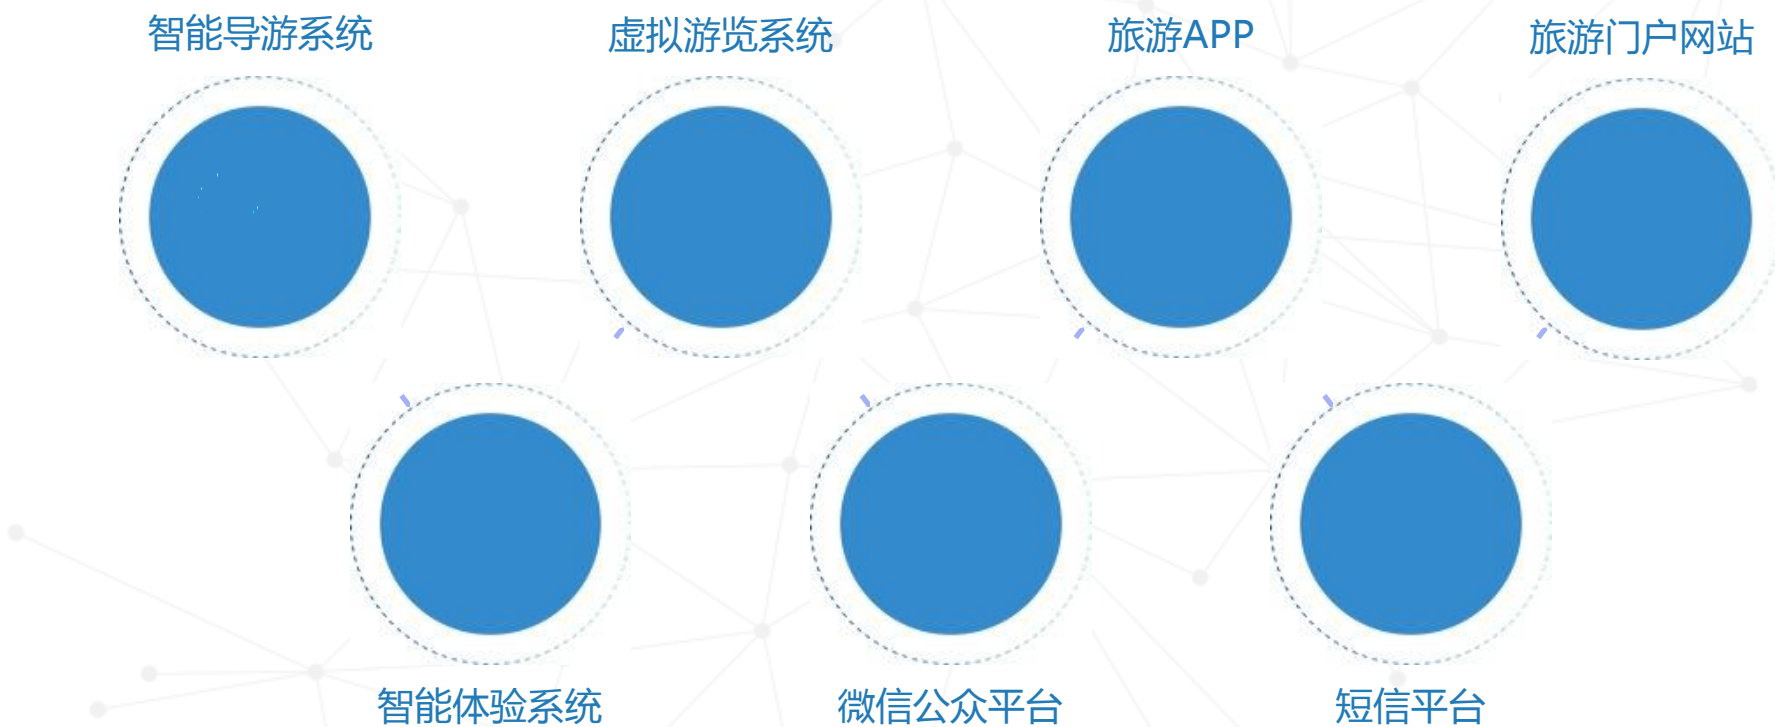 智能导游系统
虚拟游览系统
旅游APP
旅游门户网站
智能体验系统
微信公众平台
短信平台